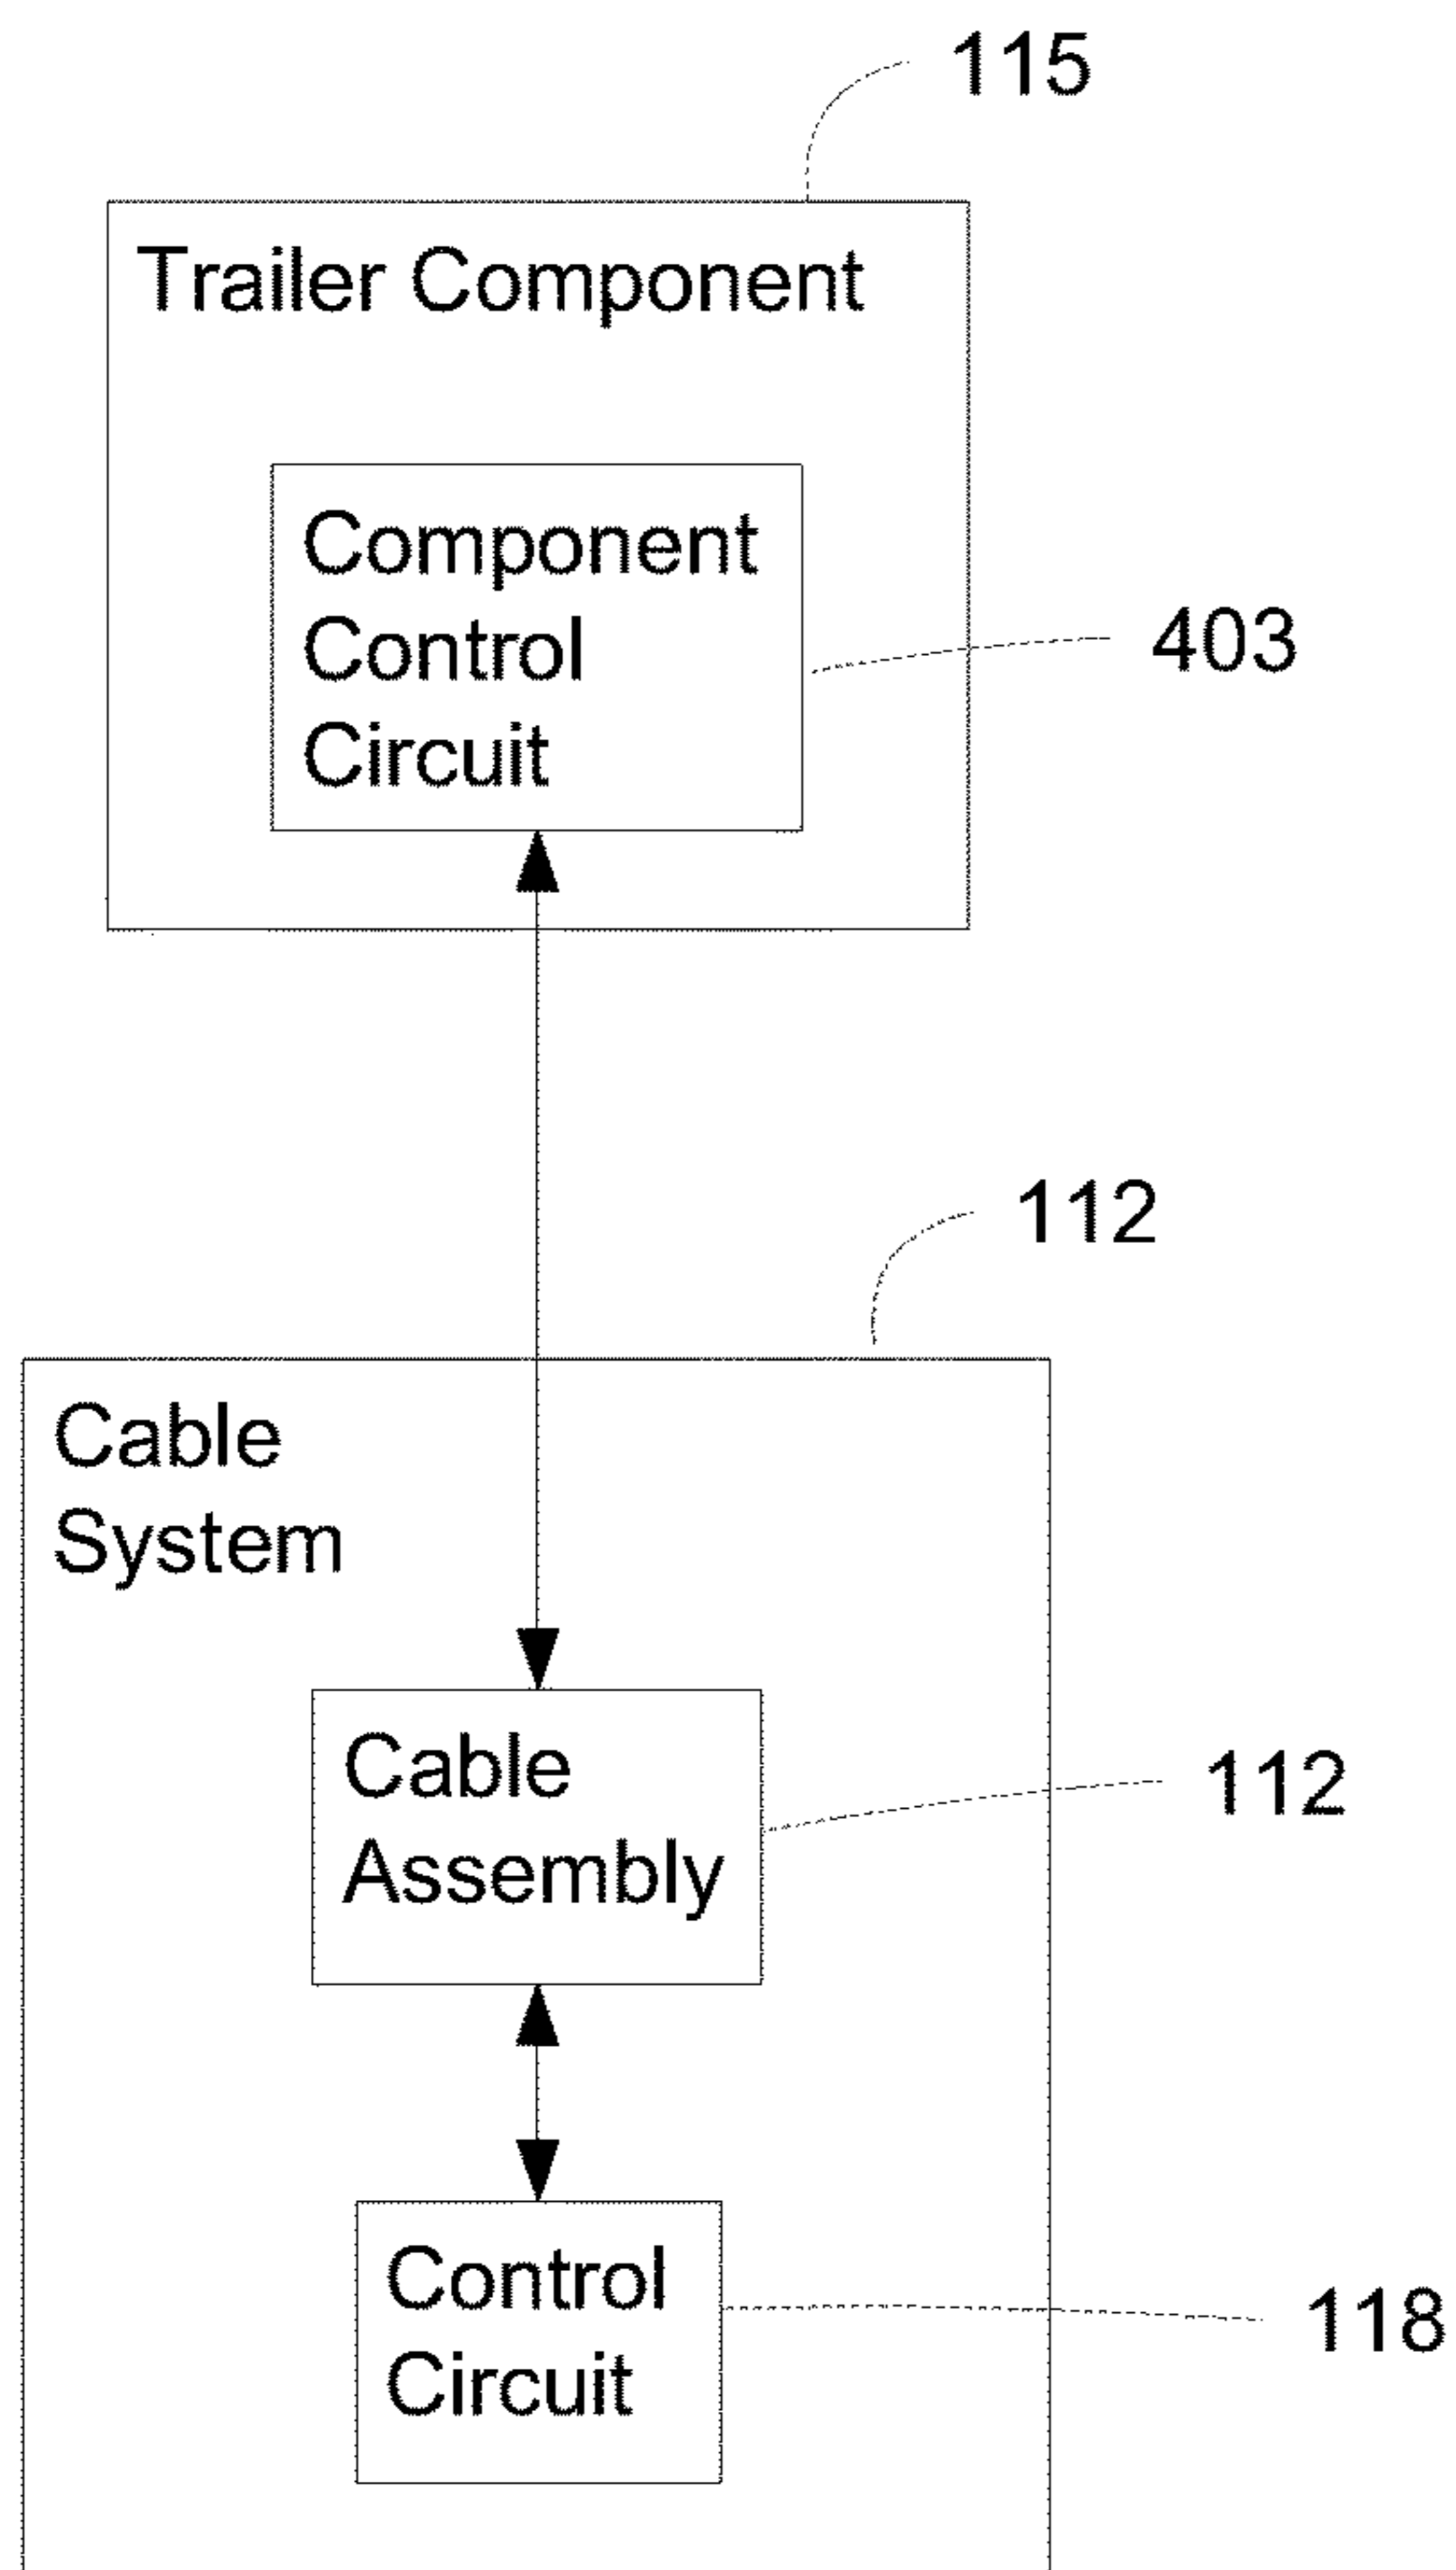 115
Trailer Component
Component
Control
Circuit
403
112
Cable
System
Cable
Assembly
112
Control
Circuit
118